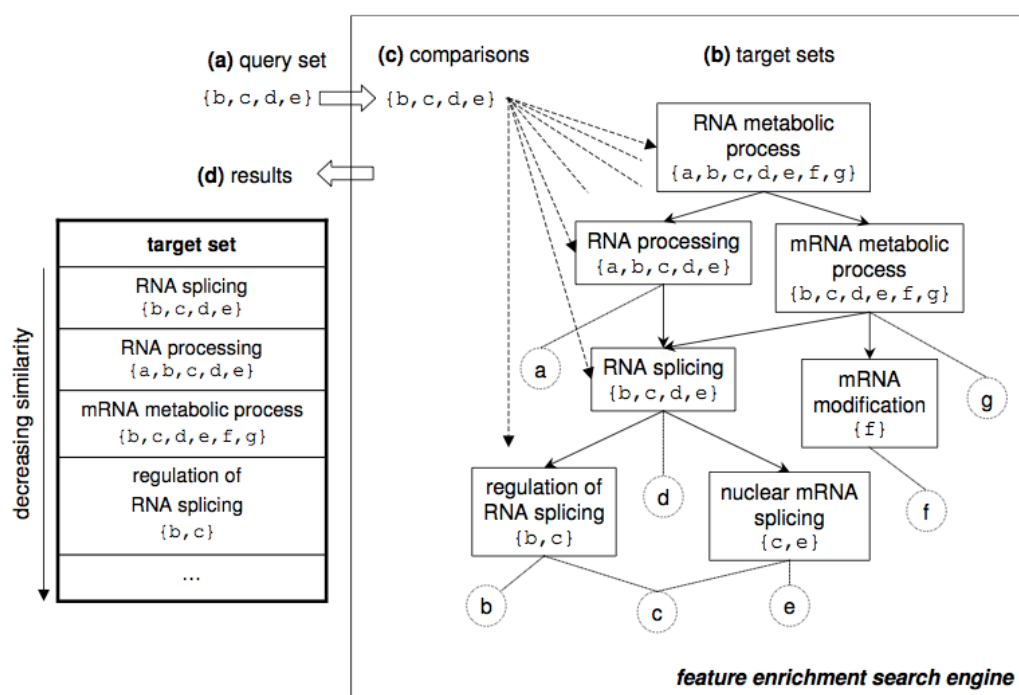 (a) query set
{b,c,d,e}
(c) comparisons
{b,c,d,e}
(b) target sets
(d) results
target set
RNA splicing
{b,c,d,e}
RNA processing
{a,b,c,d,e}
mRNA metabolic process
{b,c,d,e,f,g}
regulation of
RNA splicing
{b,c}
...
decreasing similarity
RNA metabolic
process
{a,b,c,d,e,f,g}
RNA processing
{a,b,c,d,e}
mRNA metabolic
process
{b,c,d,e,f,g}
a
RNA splicing
{b,c,d,e}
mRNA
modification
{f}
g
regulation of
RNA splicing
{b,c}
d
nuclear mRNA
splicing
{c,e}
f
b
c
e
feature enrichment search engine